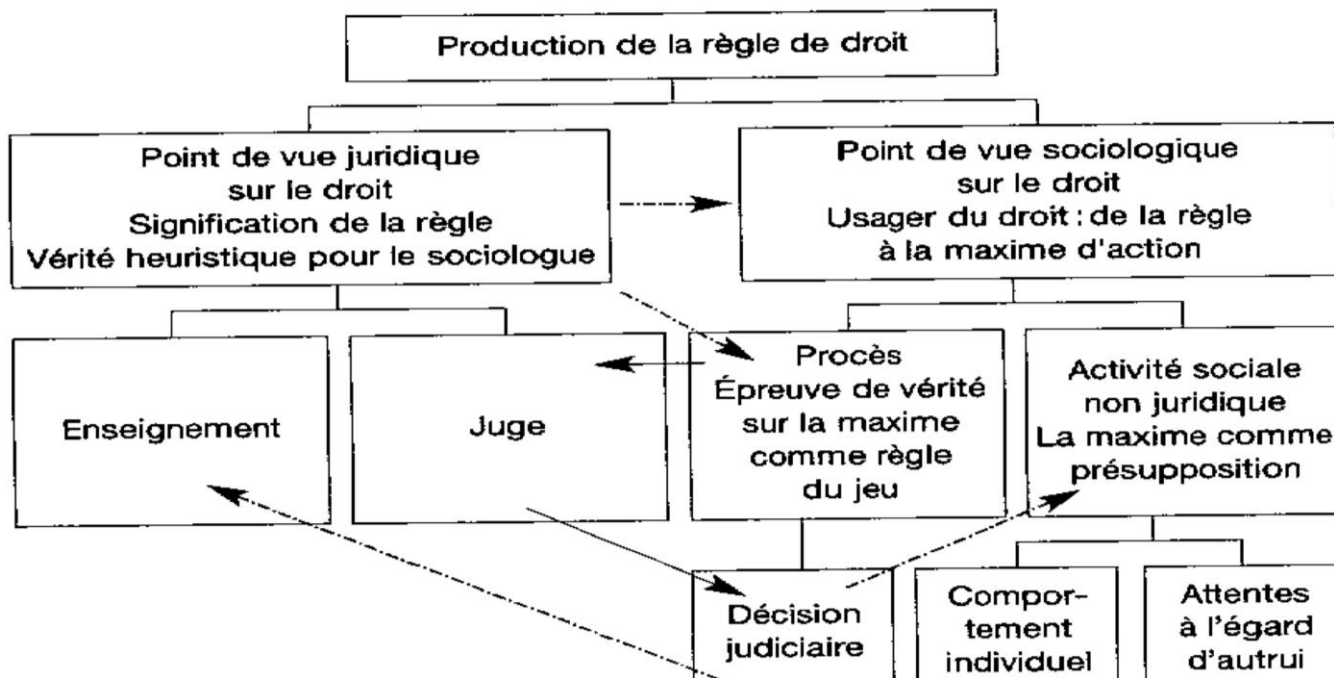 Production de la règle de droit
Point de vue juridique
sur le droit
Signification de la règle
Vérité heuristique pour le sociologue
Point de vue sociologique
sur le droit
Usager du droit : de la règle
à la maxime d'action
Enseignement
Juge
Procès
Épreuve de vérité
sur la maxime
comme règle
du jeu
Activité sociale
non juridique
La maxime comme
présupposition
Décision
judiciaire
Compor-
tement
individuel
Attentes
à l'égard
d'autrui